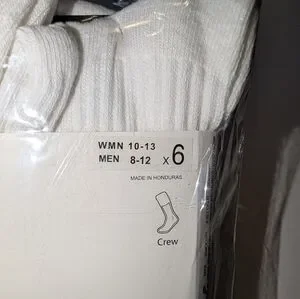 WMN 10-13
MEN 8-12 x6
MADE IN HONDURAS
Crew